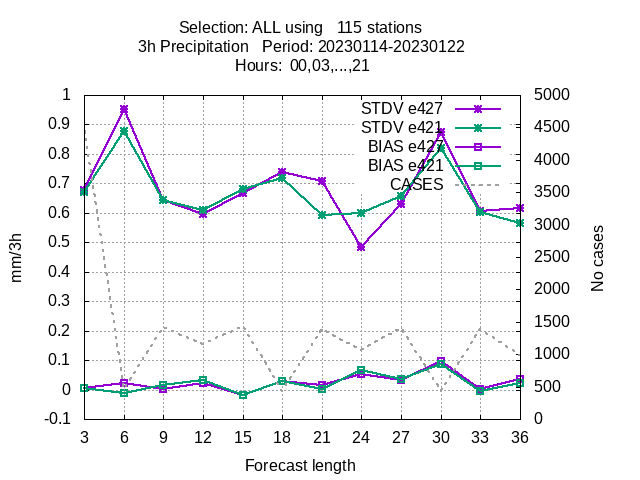 Selection: ALL using   115 stations
3h Precipitation   Period: 20230114-20230122
Hours:  00,03,...,21
STDV e427
STDV e421
BIAS e427
BIAS e421
CASES
mm/3h
1
0.9
0.8
0.7
0.6
0.5
0.4
0.3
0.2
0.1
0
-0.1
No cases
5000
4500
4000
3500
3000
2500
2000
1500
1000
500
0
3 6 9 12 15 18 21 24 27 30 33 36
Forecast length